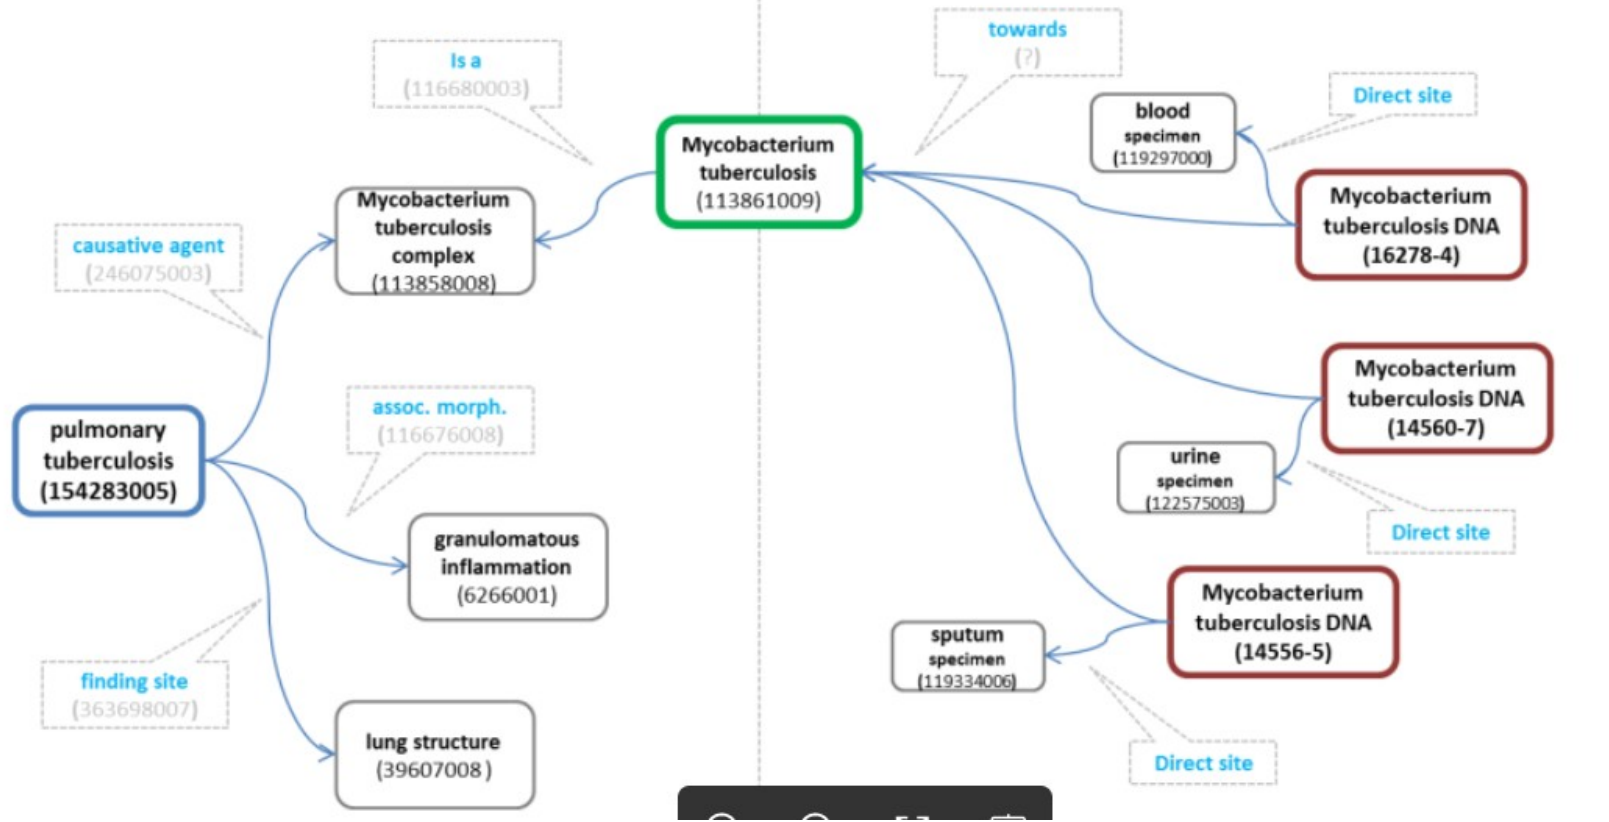 Is a
(116680003)
towards
(?)
Direct site
blood
specimen
(119297000)
Mycobacterium
tuberculosis
(113861009)
Mycobacterium
tuberculosis DNA
(16278-4)
Mycobacterium
tuberculosis
complex
(113858008)
causative agent
(246075003)
Mycobacterium
tuberculosis DNA
(14560-7)
assoc. morph.
(116676008)
pulmonary
tuberculosis
(154283005)
urine
specimen
(122575003)
Direct site
granulomatous
inflammation
(6266001)
Mycobacterium
tuberculosis DNA
(14556-5)
sputum
specimen
(119334006)
finding site
(363698007)
lung structure
(39607008)
Direct site